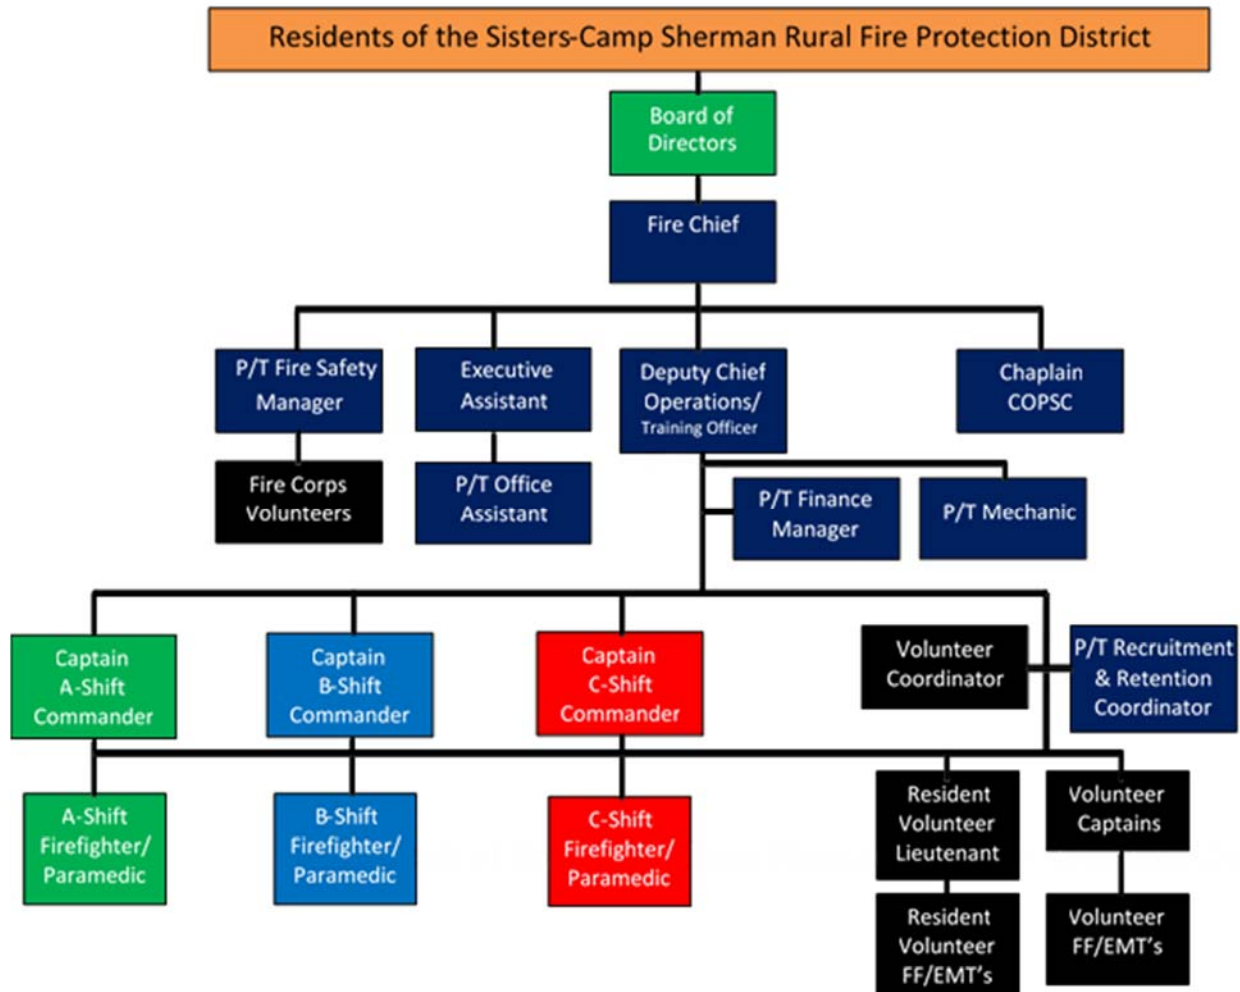 Residents of the Sisters-Camp Sherman Rural Fire Protection District
Board of
Directors
Fire Chief
P/T Fire Safety
Manager
Executive
Assistant
Deputy Chief
Operations/
Training Officer
Chaplain
COPSC
Fire Corps
Volunteers
P/T Office
Assistant
P/T Finance
Manager
P/T Mechanic
Captain
A-Shift
Commander
Captain
B-Shift
Commander
Captain
C-Shift
Commander
Volunteer
Coordinator
P/T Recruitment
& Retention
Coordinator
A-Shift
Firefighter/
Paramedic
B-Shift
Firefighter/
Paramedic
C-Shift
Firefighter/
Paramedic
Resident
Volunteer
Lieutenant
Volunteer
Captains
Resident
Volunteer
FF/EMT's
Volunteer
FF/EMT's